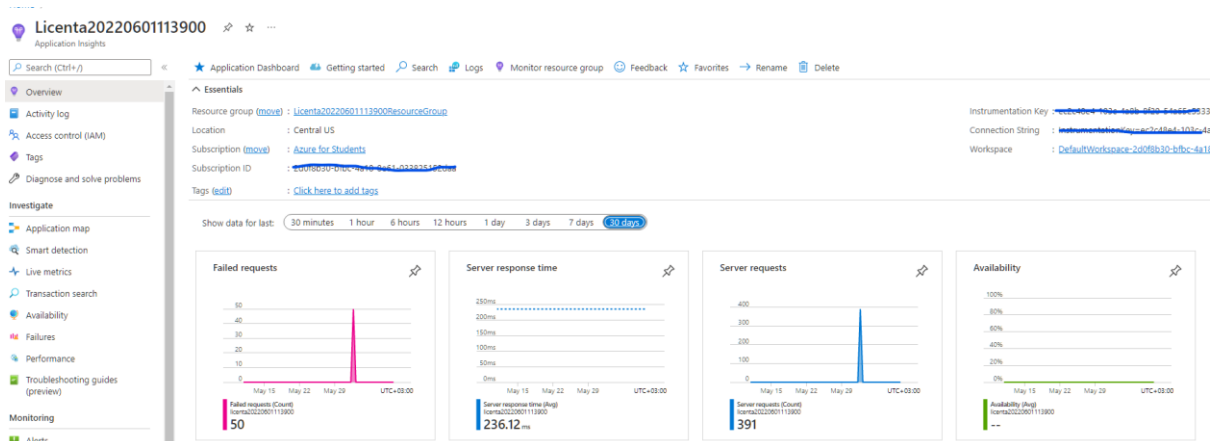 Licenta20220601113900
Application Insights
Search (Ctrl+/)
Overview
Activity log
Access control (IAM)
Tags
Diagnose and solve problems
Investigate
Application map
Smart detection
Live metrics
Transaction search
Availability
Failures
Performance
Troubleshooting guides
(preview)
Monitoring
Alerts
Application Dashboard Getting started Search Logs Monitor resource group Feedback Favorites Rename Delete
Essentials
Resource group (move) : Licenta20220601113900ResourceGroup
Location : Central US
Subscription (move) : Azure for Students
Subscription ID :
Tags (edit) : Click here to add tags
Instrumentation Key :
Connection String :
Workspace : DefaultWorkspace-2d0f8b30-bfbc-4a18
Show data for last: 30 minutes 1 hour 6 hours 12 hours 1 day 3 days 7 days 30 days
Failed requests
50
40
30
20
10
0
May 15 May 22 May 29 UTC+03:00
Failed requests (Count)
licenta20220601113900
50
Server response time
250ms
200ms
150ms
100ms
50ms
0ms
May 15 May 22 May 29 UTC+03:00
Server response time (Avg)
licenta20220601113900
236.12 ms
Server requests
400
300
200
100
0
May 15 May 22 May 29 UTC+03:00
Server requests (Count)
licenta20220601113900
391
Availability
100%
80%
60%
40%
20%
0%
May 15 May 22 May 29 UTC+03:00
Availability (Avg)
licenta20220601113900
--